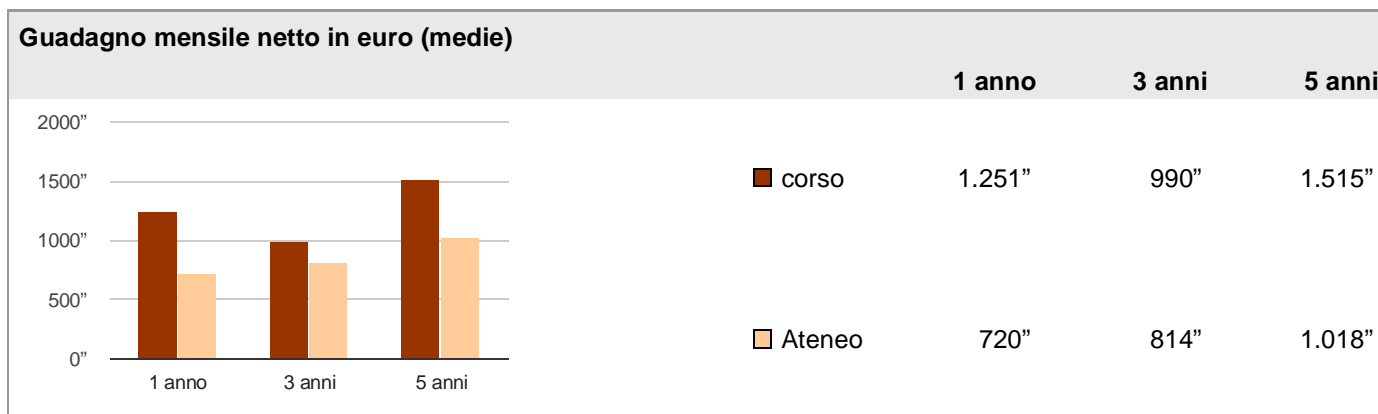 Guadagno mensile netto in euro (medie)
1 anno 3 anni 5 anni
2000”
1500”
1000”
500”
0”
1 anno 3 anni 5 anni
corso 1.251” 990” 1.515”
Ateneo 720” 814” 1.018”